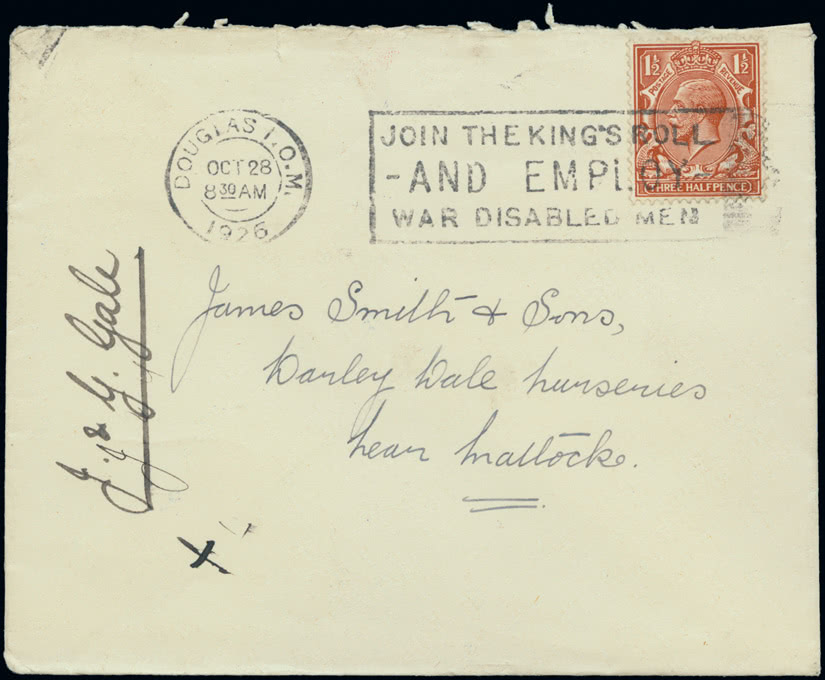 DOUGLAS I.O.M.
OCT 28
8 30 AM
1926
JOIN THE KING'S ROLL
-AND EMPLOY-
WAR DISABLED MEN
1½ 1½
POSTAGE REVENUE
THREE HALFPENCE
James Smith & Sons,
Darley Dale Nurseries
Near Matlock.
J. & G. Gale
x